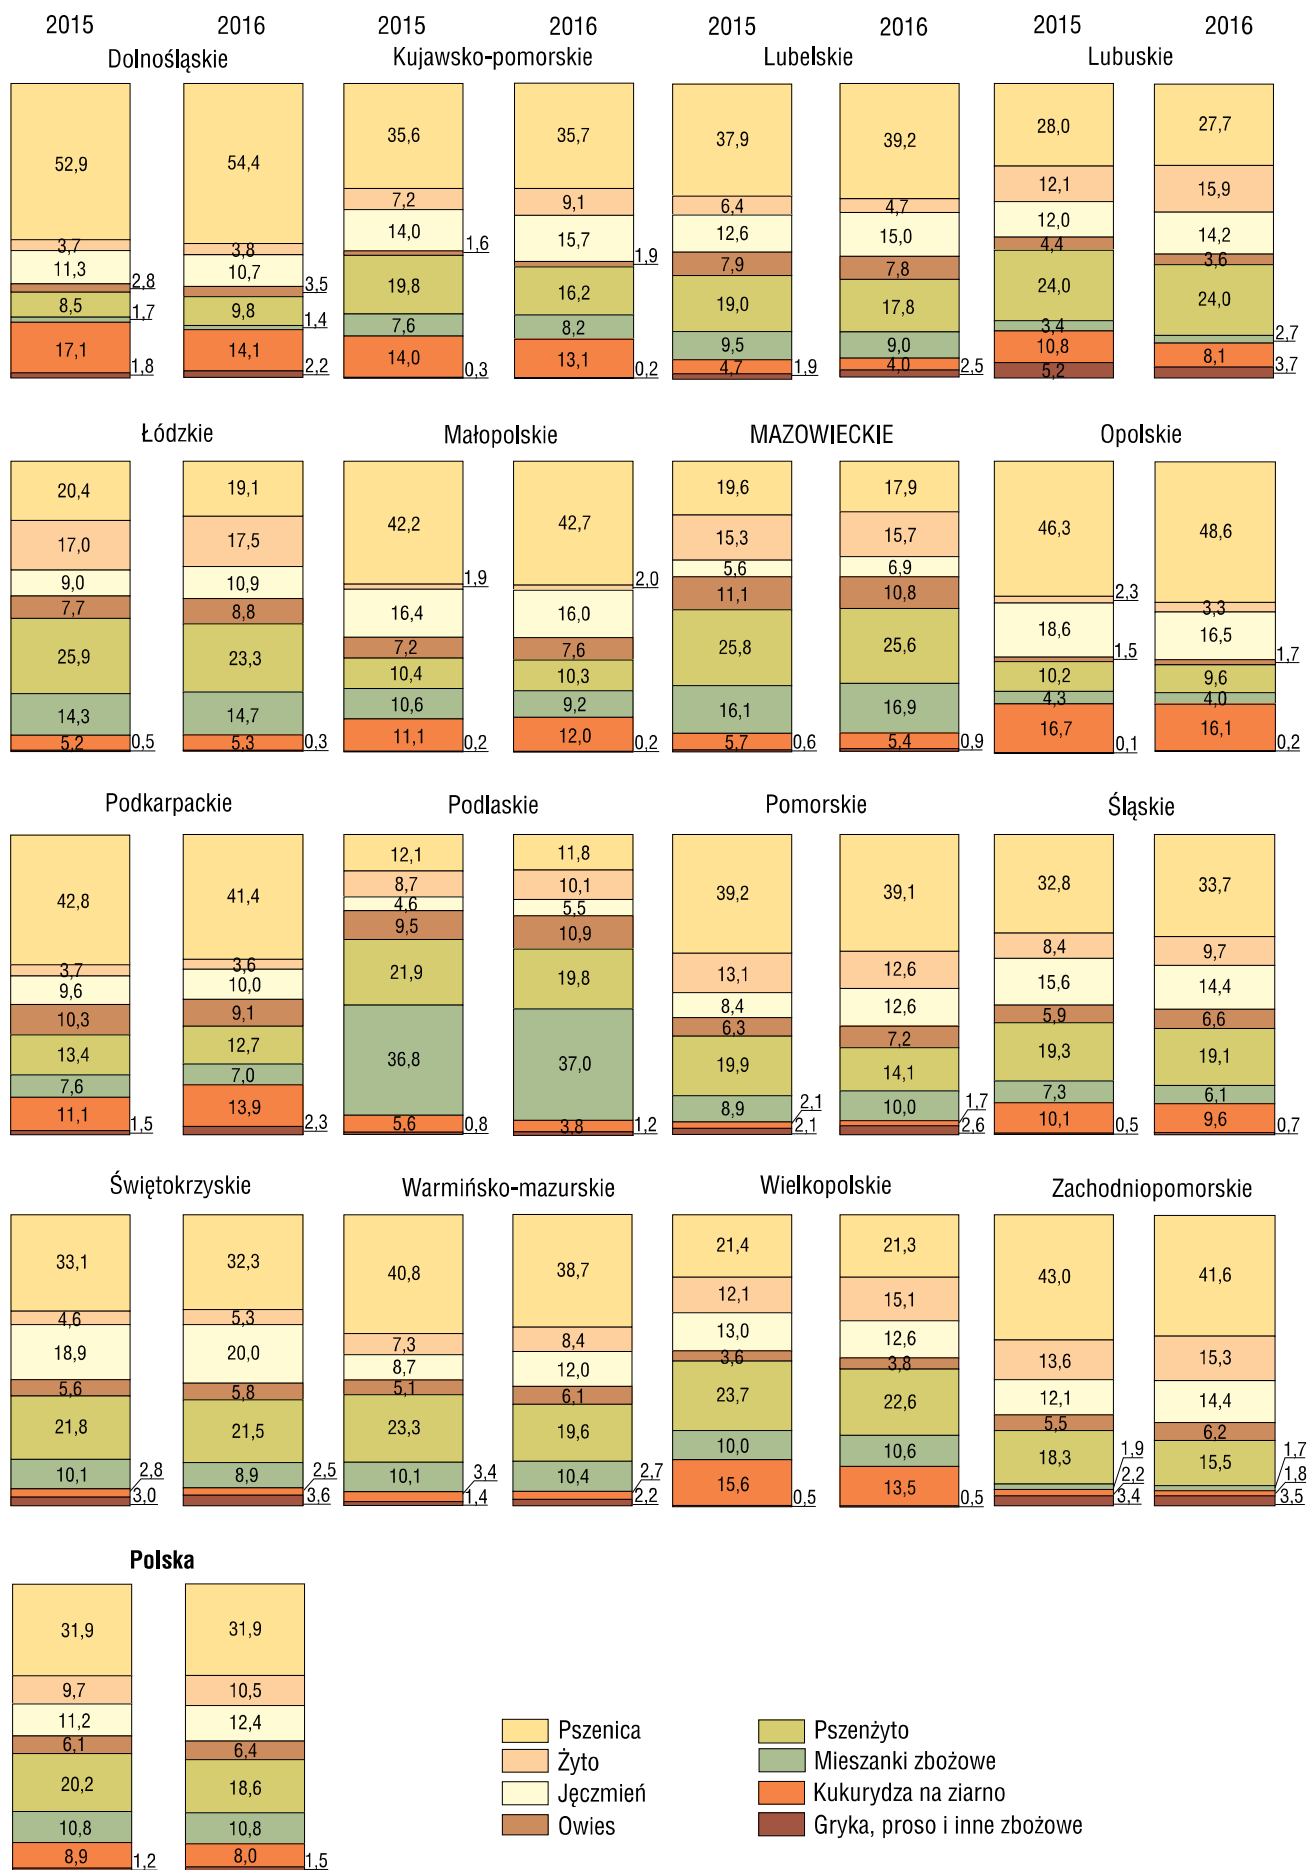 2015 2016 2015 2016 2015 2016 2015 2016
Dolnośląskie Kujawsko-pomorskie Lubelskie Lubuskie
52,9 54,4 35,6 35,7 37,9 39,2 28,0 27,7
3,7 3,8 7,2 9,1 6,4 4,7 12,1 15,9
11,3 10,7 14,0 15,7 12,6 15,0 12,0 14,2
2,8 3,5 1,6 1,9 7,9 7,8 4,4 3,6
8,5 9,8 19,8 16,2 19,0 17,8 24,0 24,0
1,7 1,4 7,6 8,2 9,5 9,0 3,4 2,7
17,1 14,1 14,0 13,1 4,7 4,0 10,8 8,1
1,8 2,2 0,3 0,2 1,9 2,5 5,2 3,7
Łódzkie Małopolskie MAZOWIECKIE Opolskie
20,4 19,1 42,2 42,7 19,6 17,9 46,3 48,6
17,0 17,5 1,9 2,0 15,3 15,7 2,3 3,3
9,0 10,9 16,4 16,0 5,6 6,9 18,6 16,5
7,7 8,8 7,2 7,6 11,1 10,8 1,5 1,7
25,9 23,3 10,4 10,3 25,8 25,6 10,2 9,6
14,3 14,7 10,6 9,2 16,1 16,9 4,3 4,0
5,2 5,3 11,1 12,0 5,7 5,4 16,7 16,1
0,5 0,3 0,2 0,2 0,6 0,9 0,1 0,2
Podkarpackie Podlaskie Pomorskie Śląskie
42,8 41,4 12,1 11,8 39,2 39,1 32,8 33,7
3,7 3,6 8,7 10,1 13,1 12,6 8,4 9,7
9,6 10,0 4,6 5,5 8,4 12,6 15,6 14,4
10,3 9,1 9,5 10,9 6,3 7,2 5,9 6,6
13,4 12,7 21,9 19,8 19,9 14,1 19,3 19,1
7,6 7,0 36,8 37,0 8,9 10,0 7,3 6,1
11,1 13,9 5,6 3,8 2,1 1,7 10,1 9,6
1,5 2,3 0,8 1,2 2,1 2,6 0,5 0,7
Świętokrzyskie Warmińsko-mazurskie Wielkopolskie Zachodniopomorskie
33,1 32,3 40,8 38,7 21,4 21,3 43,0 41,6
4,6 5,3 7,3 8,4 12,1 15,1 13,6 15,3
18,9 20,0 8,7 12,0 13,0 12,6 12,1 14,4
5,6 5,8 5,1 6,1 3,6 3,8 5,5 6,2
21,8 21,5 23,3 19,6 23,7 22,6 18,3 15,5
10,1 8,9 10,1 10,4 10,0 10,6 1,9 1,7
2,8 2,5 3,4 2,7 15,6 13,5 2,2 1,8
3,0 3,6 1,4 2,2 0,5 0,5 3,4 3,5
Polska
31,9 31,9
9,7 10,5
11,2 12,4
6,1 6,4
20,2 18,6
10,8 10,8
8,9 8,0
1,2 1,5
Pszenica
Żyto
Jęczmień
Owies
Pszenżyto
Mieszanki zbożowe
Kukurydza na ziarno
Gryka, proso i inne zbożowe